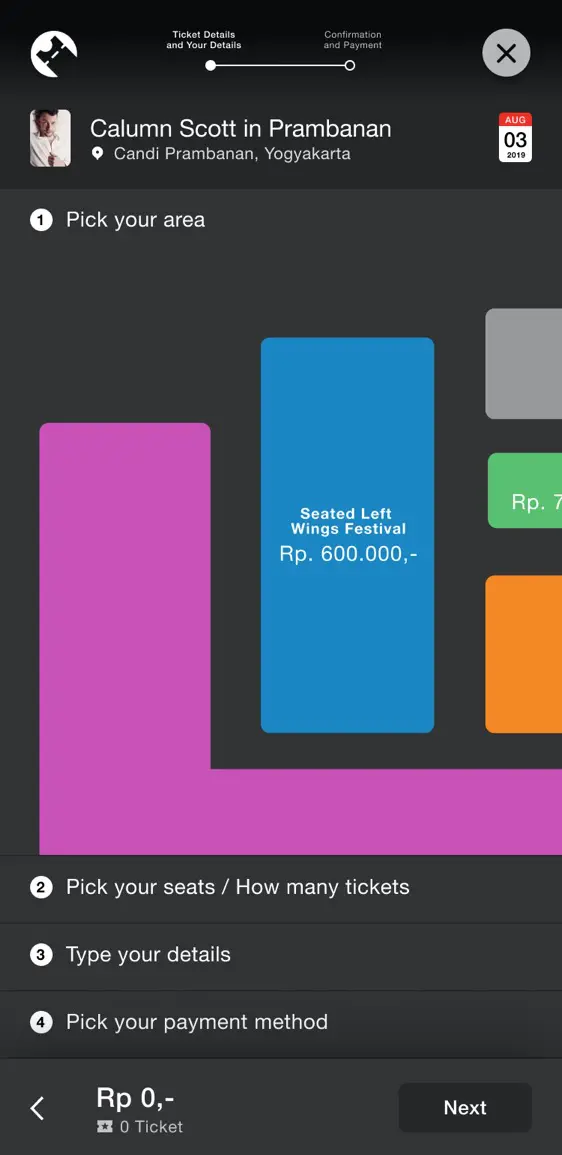 Ticket Details
and Your Details
Confirmation
and Payment
Calumn Scott in Prambanan
Candi Prambanan, Yogyakarta
AUG
03
2019
1 Pick your area
Seated Left
Wings Festival
Rp. 600.000,-
Rp. 7
2 Pick your seats / How many tickets
3 Type your details
4 Pick your payment method
Rp 0,-
0 Ticket
Next